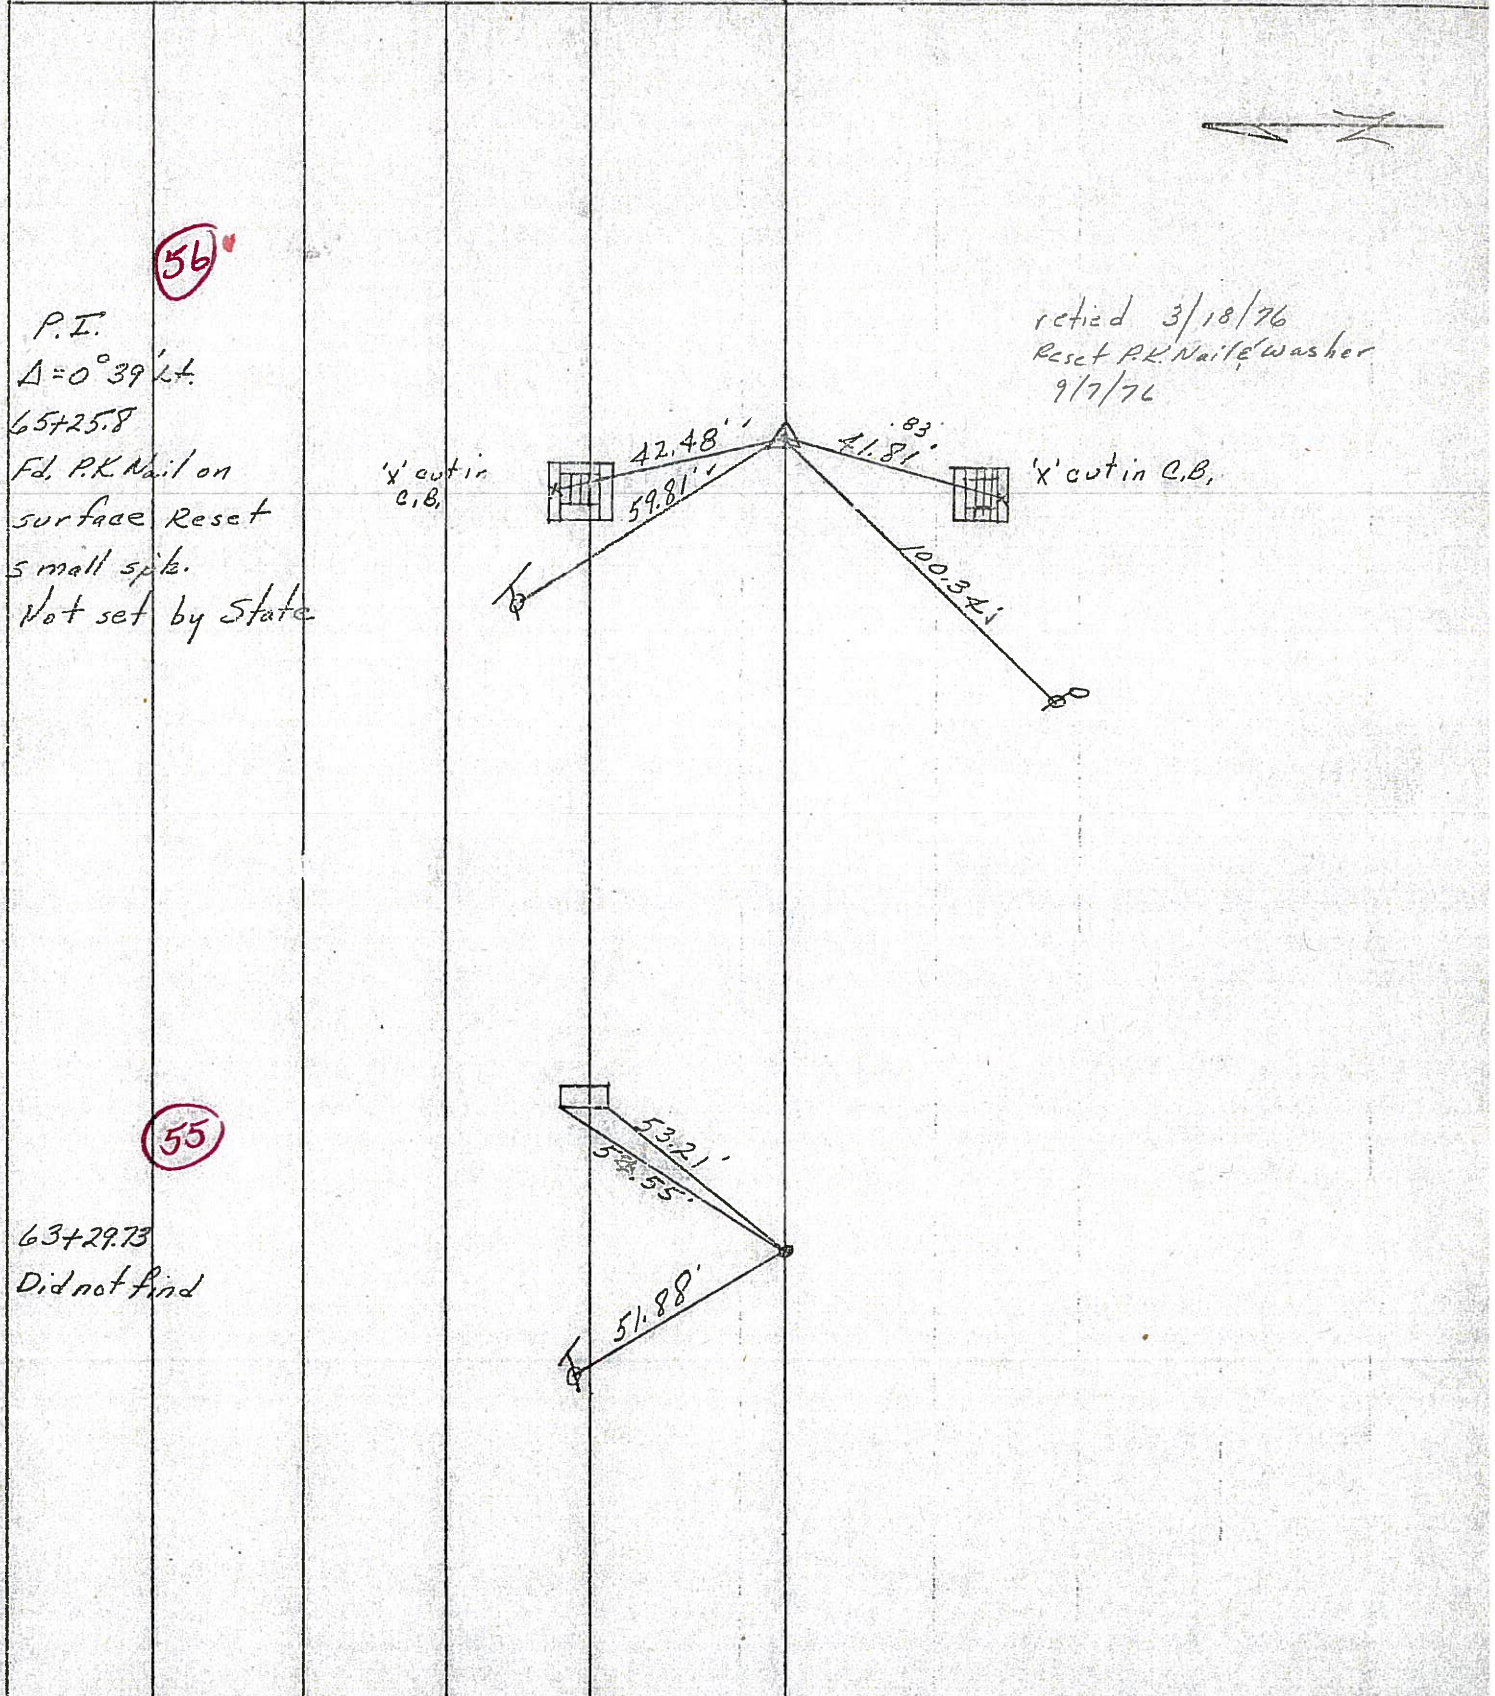 56
P.I.
Δ=0°39' Lt.
65+25.8
Fd. P.K. Nail on
surface Reset
small spk.
Not set by State
retied 3/18/76
Reset P.K. Nail & washer
9/7/76
42.48'
.83
41.81'
'X' cut in
C.B.
'X' cut in C.B.
59.81'
100.34'
55
63+29.73
Did not find
53.21'
51.88'